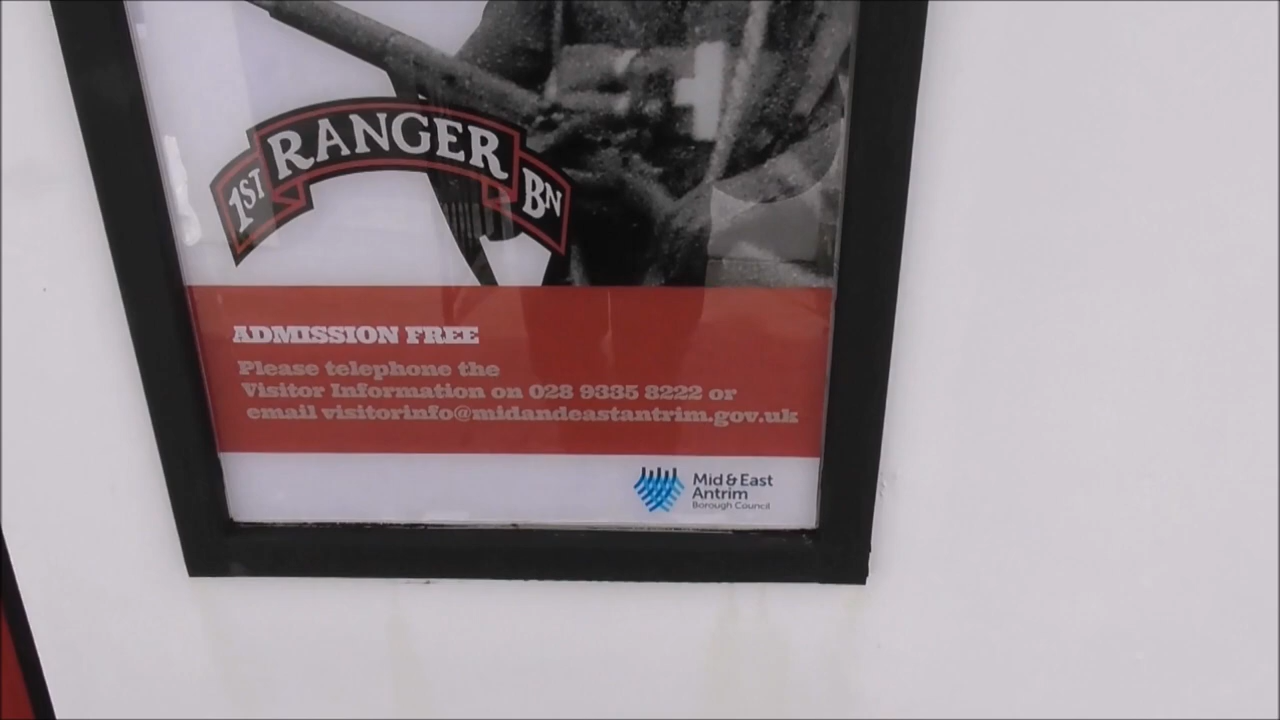 1ST RANGER BN
ADMISSION FREE
Please telephone the
Visitor Information on 028 9335 8222 or
email visitorinfo@midandeastantrim.gov.uk
Mid & East
Antrim
Borough Council